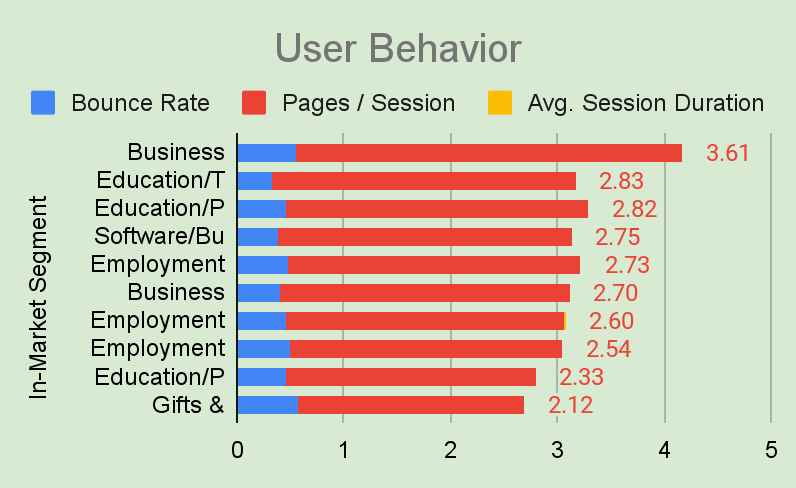 User Behavior
Bounce Rate
Pages / Session
Avg. Session Duration
In-Market Segment
Business 3.61
Education/T 2.83
Education/P 2.82
Software/Bu 2.75
Employment 2.73
Business 2.70
Employment 2.60
Employment 2.54
Education/P 2.33
Gifts & 2.12
0 1 2 3 4 5